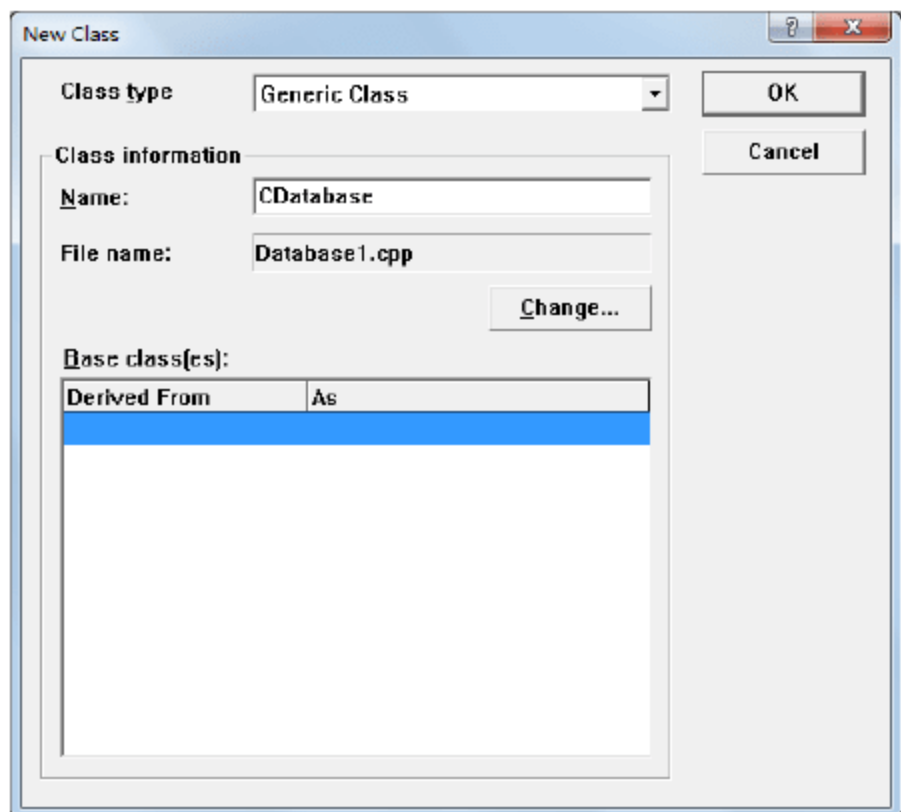 New Class
Class type
Generic Class
OK
Cancel
Class information
Name:
CDatabase
File name:
Database1.cpp
Change...
Base class(es):
Derived From
As